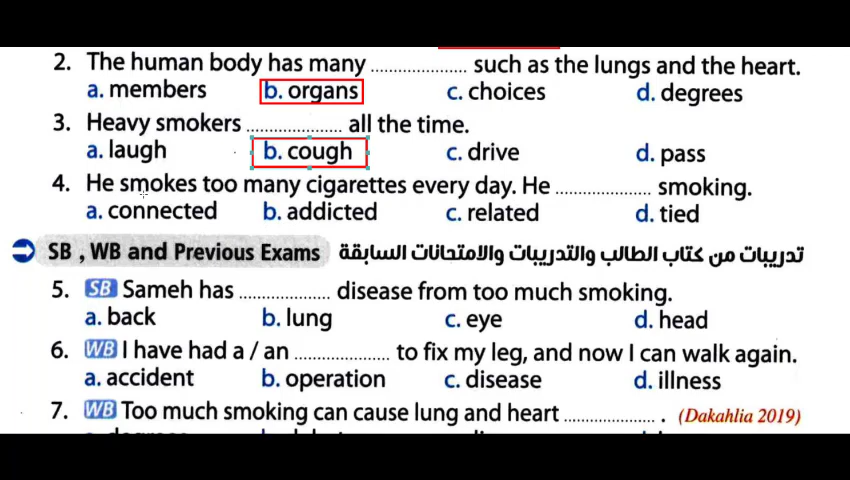 2. The human body has many .................... such as the lungs and the heart.
a. members b. organs c. choices d. degrees
3. Heavy smokers .................... all the time.
a. laugh b. cough c. drive d. pass
4. He smokes too many cigarettes every day. He .................... smoking.
a. connected b. addicted c. related d. tied
SB , WB and Previous Exams تدريبات من كتاب الطالب والتدريبات والامتحانات السابقة
5. SB Sameh has .................... disease from too much smoking.
a. back b. lung c. eye d. head
6. WB I have had a / an .................... to fix my leg, and now I can walk again.
a. accident b. operation c. disease d. illness
7. WB Too much smoking can cause lung and heart .................... . (Dakahlia 2019)